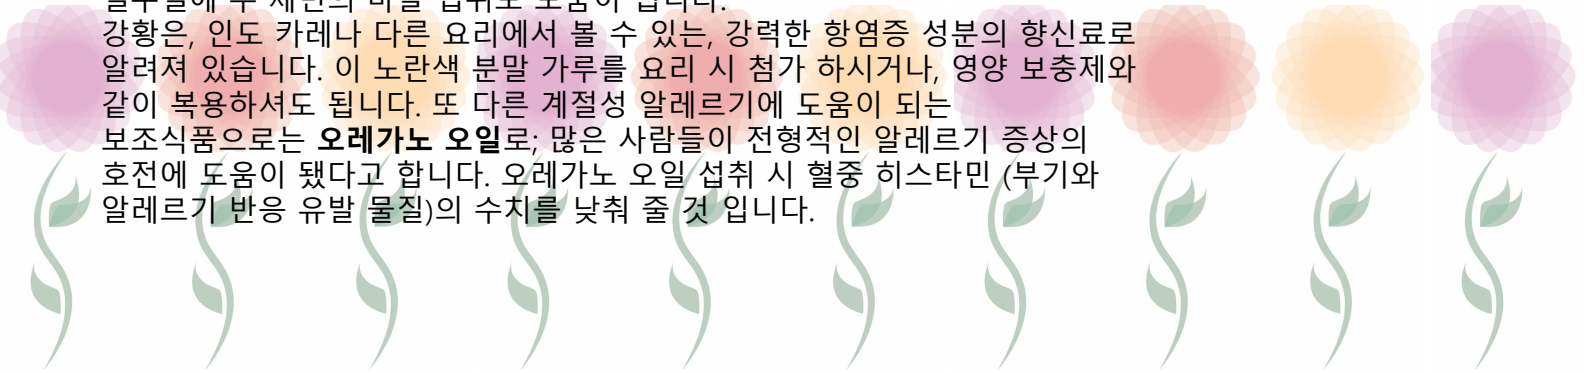 강황은, 인도 카레나 다른 요리에서 볼 수 있는, 강력한 항염증 성분의 향신료로
알려져 있습니다. 이 노란색 분말 가루를 요리 시 첨가 하시거나, 영양 보충제와
같이 복용하셔도 됩니다. 또 다른 계절성 알레르기에 도움이 되는
보조식품으로는 오레가노 오일로; 많은 사람들이 전형적인 알레르기 증상의
호전에 도움이 됐다고 합니다. 오레가노 오일 섭취 시 혈중 히스타민 (부기와
알레르기 반응 유발 물질)의 수치를 낮춰 줄 것 입니다.